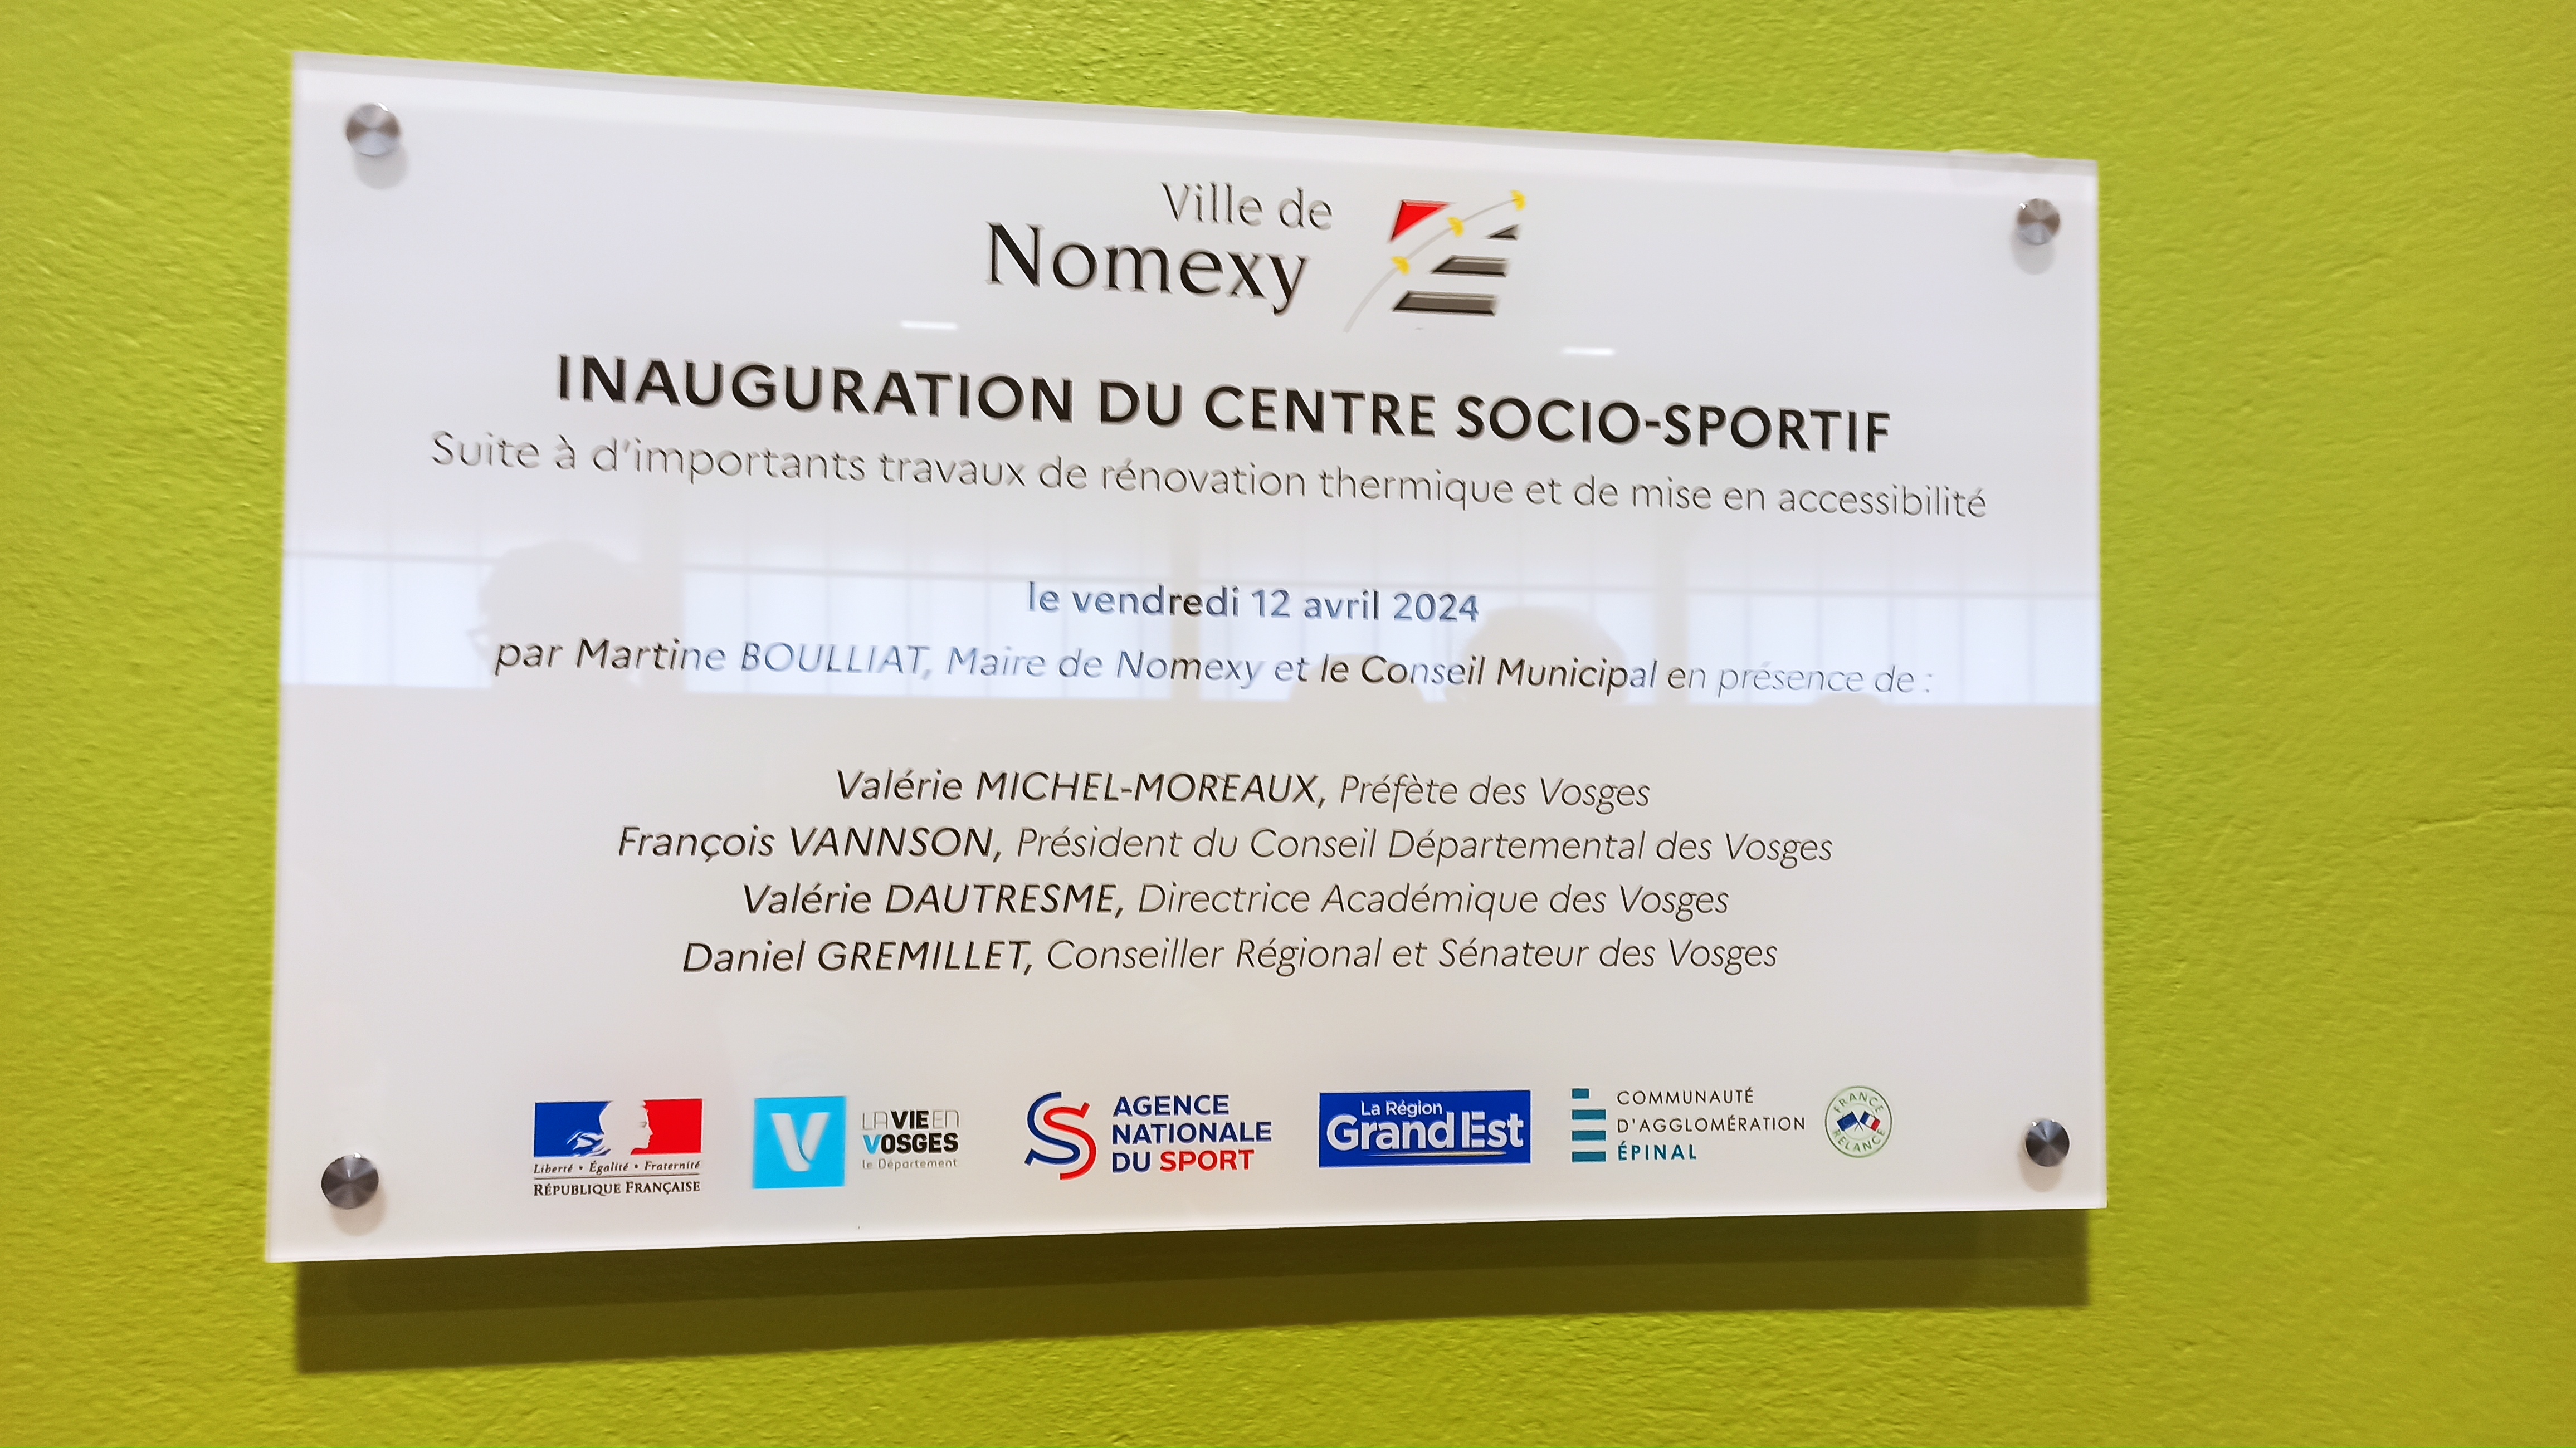 Ville de
Nomexy
INAUGURATION DU CENTRE SOCIO-SPORTIF
Suite à d'importants travaux de rénovation thermique et de mise en accessibilité
le vendredi 12 avril 2024
par Martine BOULLIAT, Maire de Nomexy et le Conseil Municipal en présence de :
Valérie MICHEL-MOREAUX, Préfète des Vosges
François VANNSON, Président du Conseil Départemental des Vosges
Valérie DAUTRESME, Directrice Académique des Vosges
Daniel GREMILLET, Conseiller Régional et Sénateur des Vosges
Liberté • Égalité • Fraternité
RÉPUBLIQUE FRANÇAISE
V
LA VIE EN
VOSGES
le Département
AGENCE
NATIONALE
DU SPORT
La Région
Grand Est
COMMUNAUTÉ
D'AGGLOMÉRATION
ÉPINAL
FRANCE
RELANCE